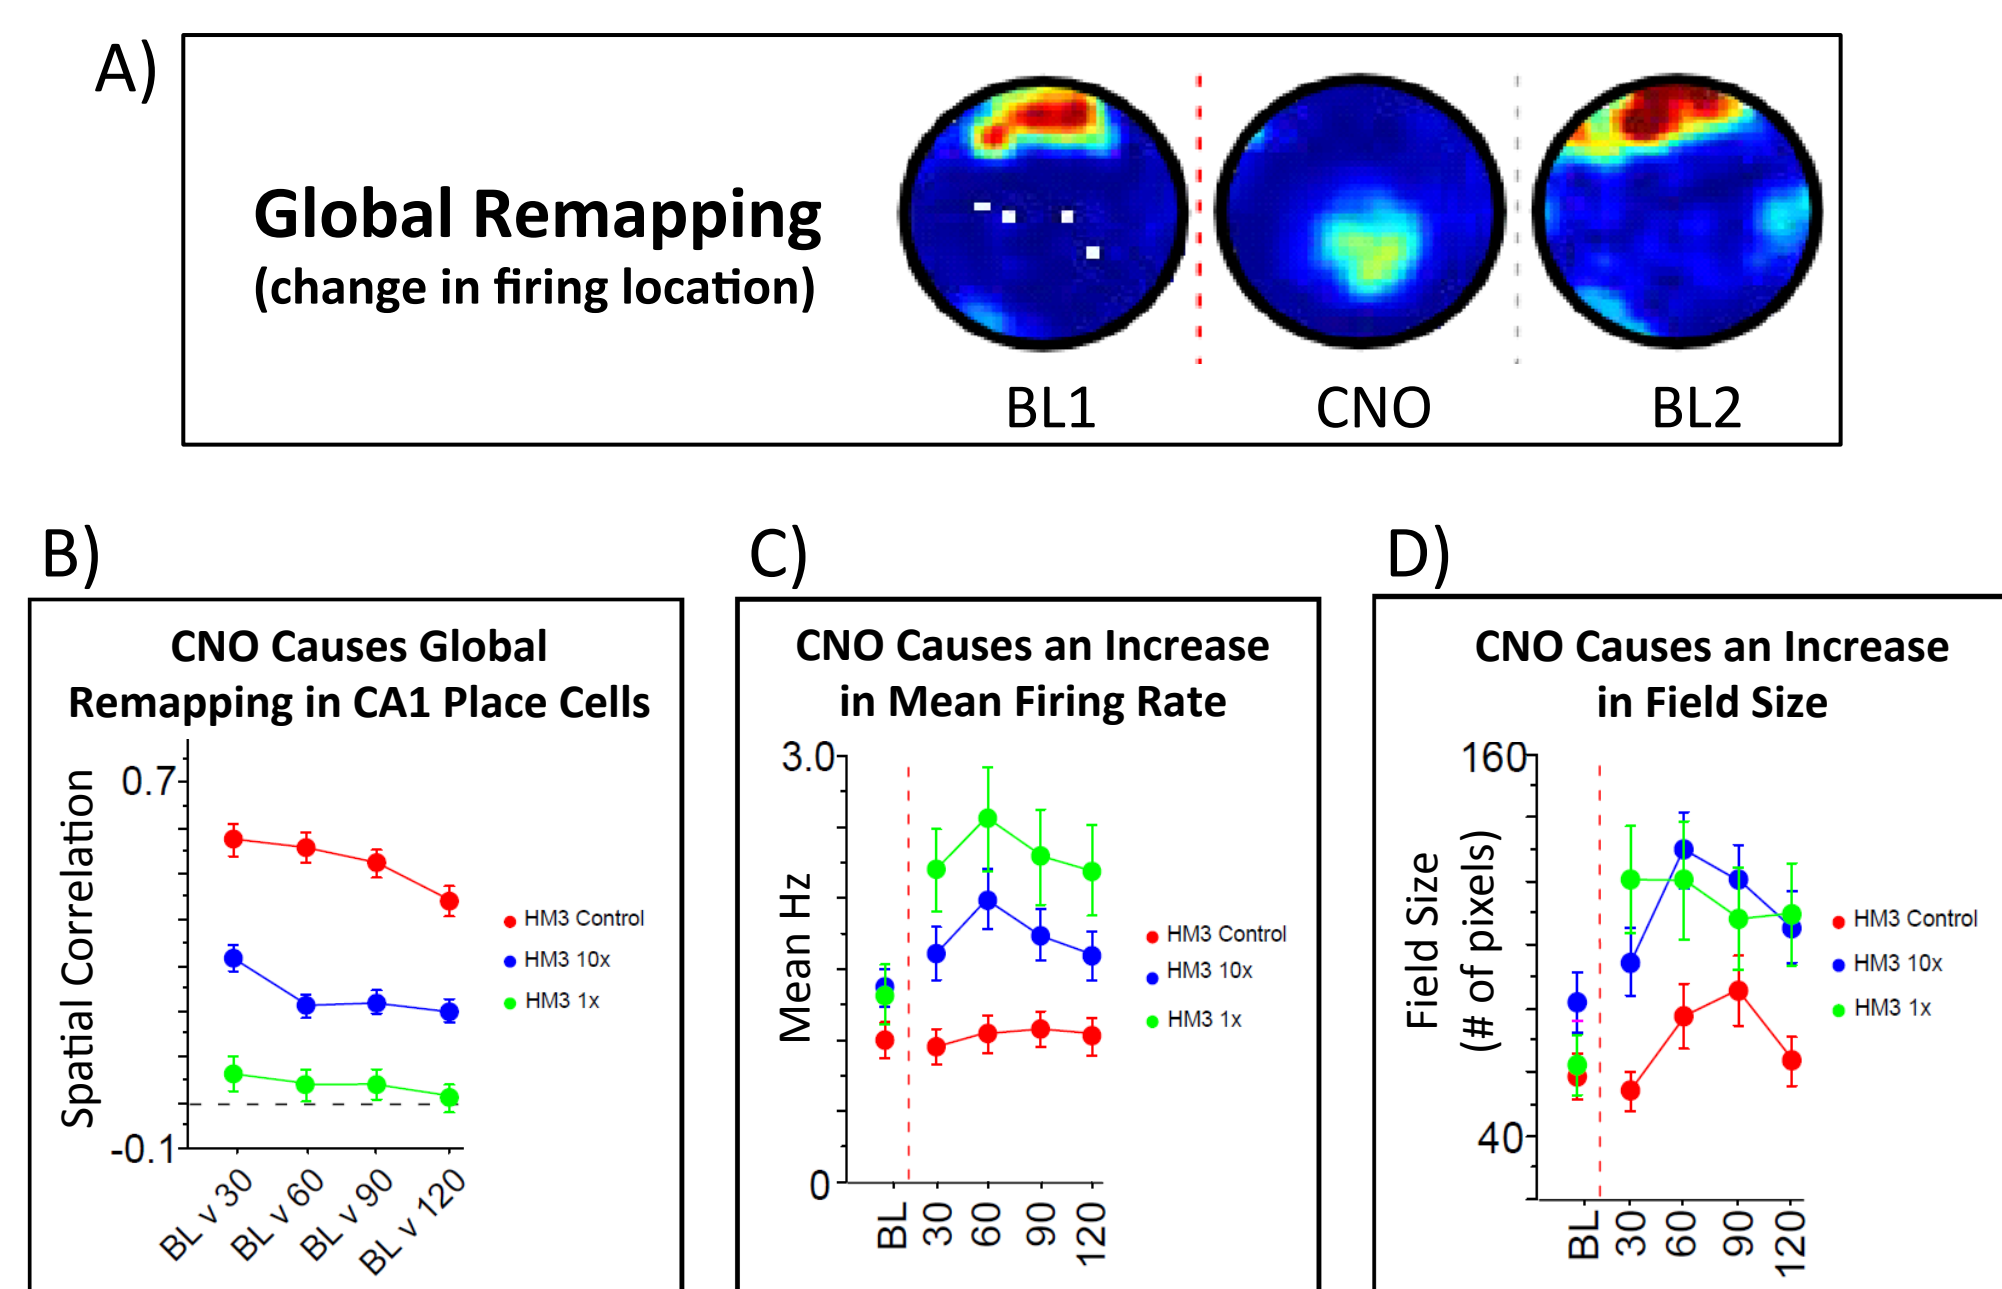 A)
Global Remapping
(change in firing location)
BL1
CNO
BL2
B)
CNO Causes Global
Remapping in CA1 Place Cells
Spatial Correlation
0.7
-0.1
BL v 30
BL v 60
BL v 90
BL v 120
HM3 Control
HM3 10x
HM3 1x
C)
CNO Causes an Increase
in Mean Firing Rate
Mean Hz
3.0
0
BL
30
60
90
120
HM3 Control
HM3 10x
HM3 1x
D)
CNO Causes an Increase
in Field Size
Field Size
(# of pixels)
160
40
BL
30
60
90
120
HM3 Control
HM3 10x
HM3 1x